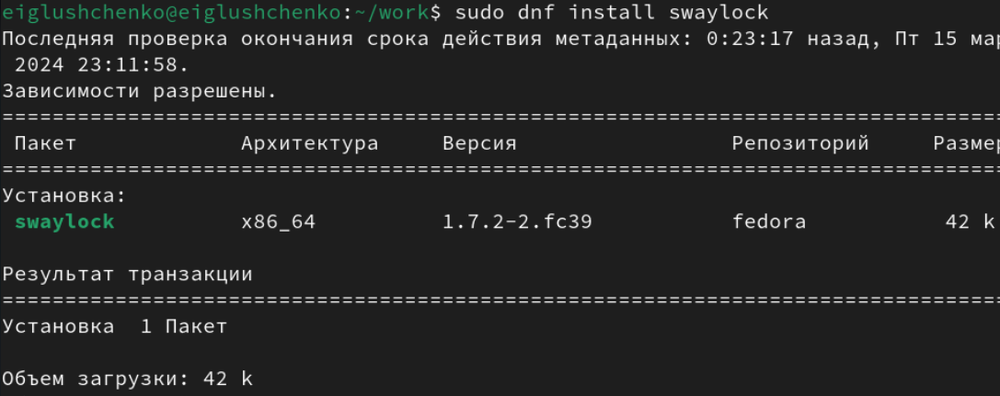 eiglushchenko@eiglushchenko:~/work$ sudo dnf install swaylock
Последняя проверка окончания срока действия метаданных: 0:23:17 назад, Пт 15 мар
2024 23:11:58.
Зависимости разрешены.
================================================================================
Пакет Архитектура Версия Репозиторий Размер
================================================================================
Установка:
swaylock x86_64 1.7.2-2.fc39 fedora 42 k
Результат транзакции
================================================================================
Установка 1 Пакет
Объем загрузки: 42 k